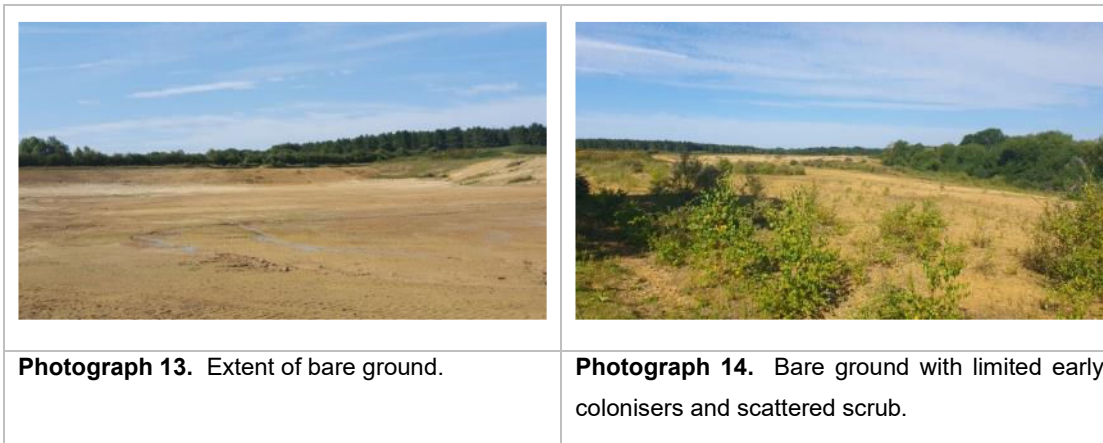 Photograph 13. Extent of bare ground.
Photograph 14. Bare ground with limited early
colonisers and scattered scrub.